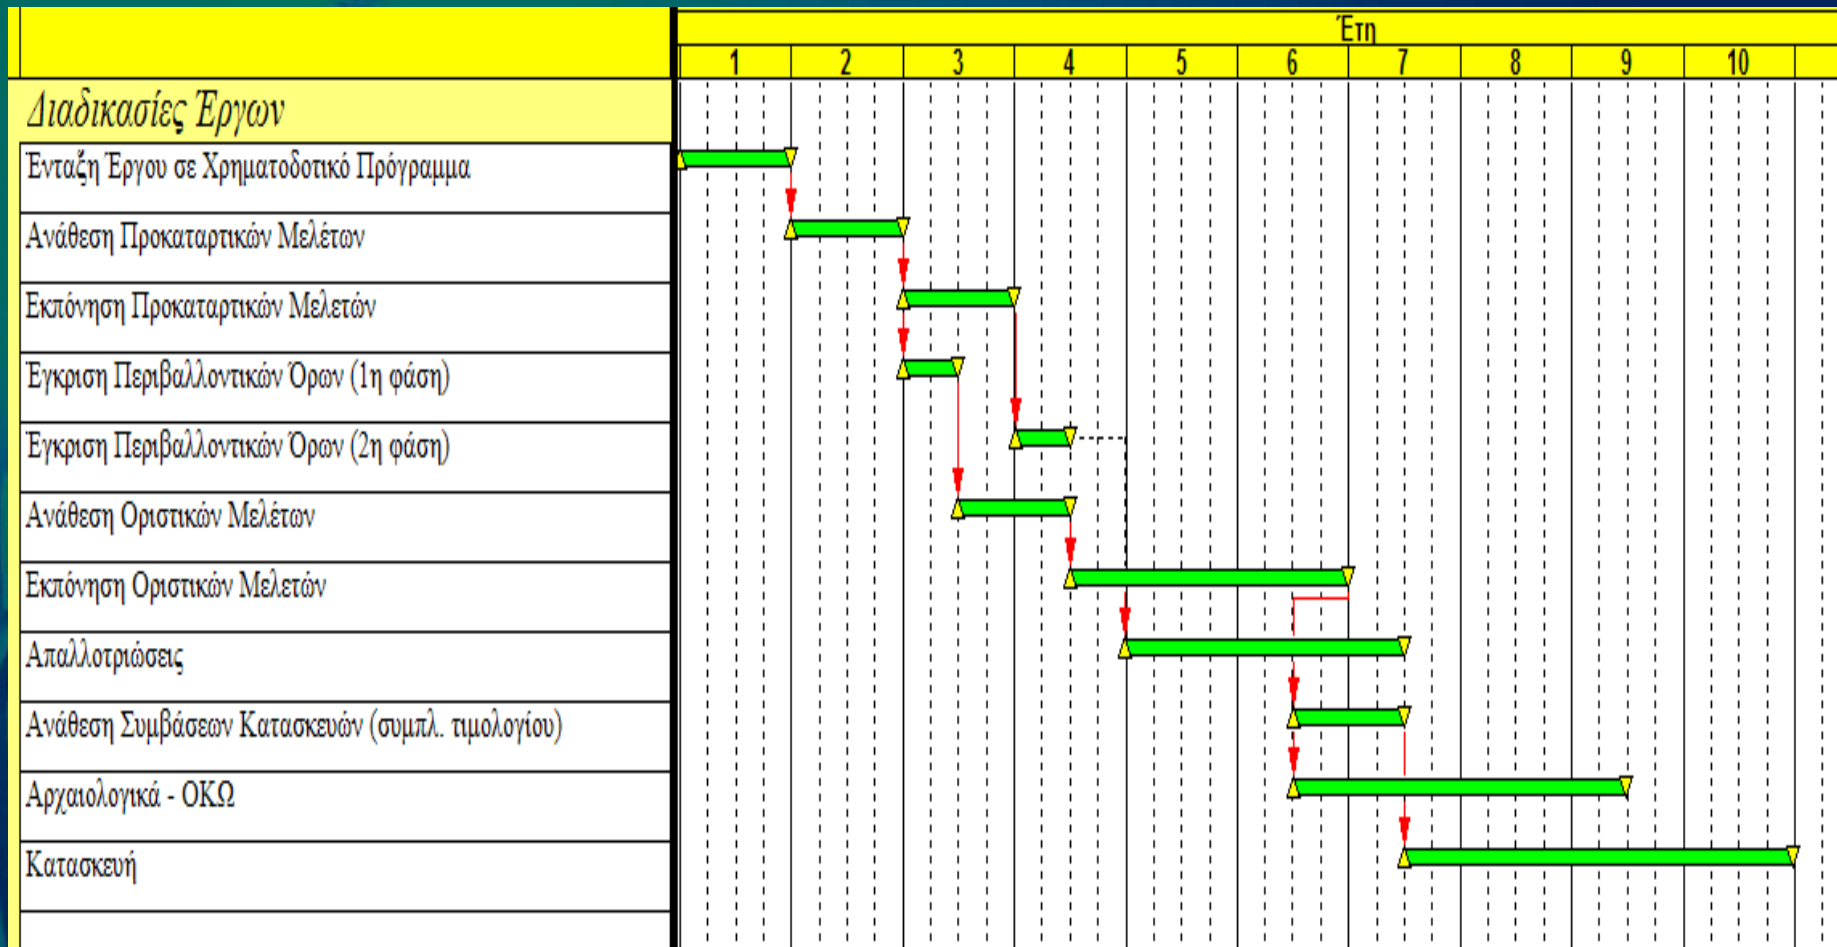 Έτη
1 2 3 4 5 6 7 8 9 10
Διαδικασίες Έργων
Ένταξη Έργου σε Χρηματοδοτικό Πρόγραμμα
Ανάθεση Προκαταρτικών Μελέτων
Εκπόνηση Προκαταρτικών Μελετών
Έγκριση Περιβαλλοντικών Όρων (1η φάση)
Έγκριση Περιβαλλοντικών Όρων (2η φάση)
Ανάθεση Οριστικών Μελέτων
Εκπόνηση Οριστικών Μελετών
Απαλλοτριώσεις
Ανάθεση Συμβάσεων Κατασκευών (συμπλ. τιμολογίου)
Αρχαιολογικά - ΟΚΩ
Κατασκευή